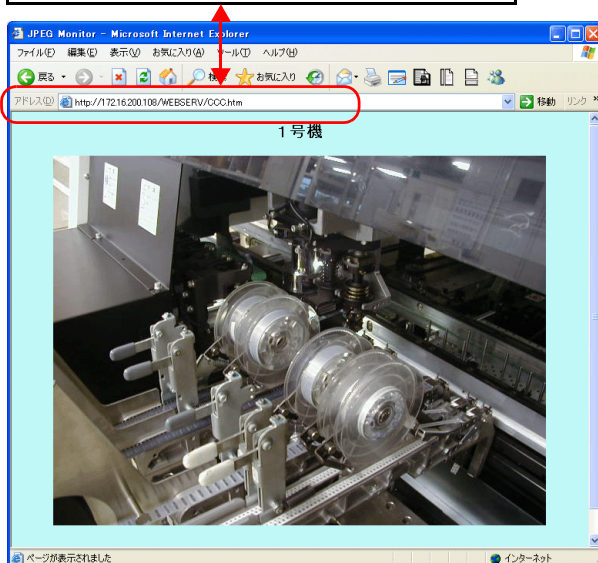 JPEG Monitor - Microsoft Internet Explorer
ファイル(F) 編集(E) 表示(V) お気に入り(A) ツール(T) ヘルプ(H)
戻る お気に入り
アドレス(D) http://172.16.200.108/WEBSERV/CCC.htm 移動 リンク »
1号機
ページが表示されました インターネット